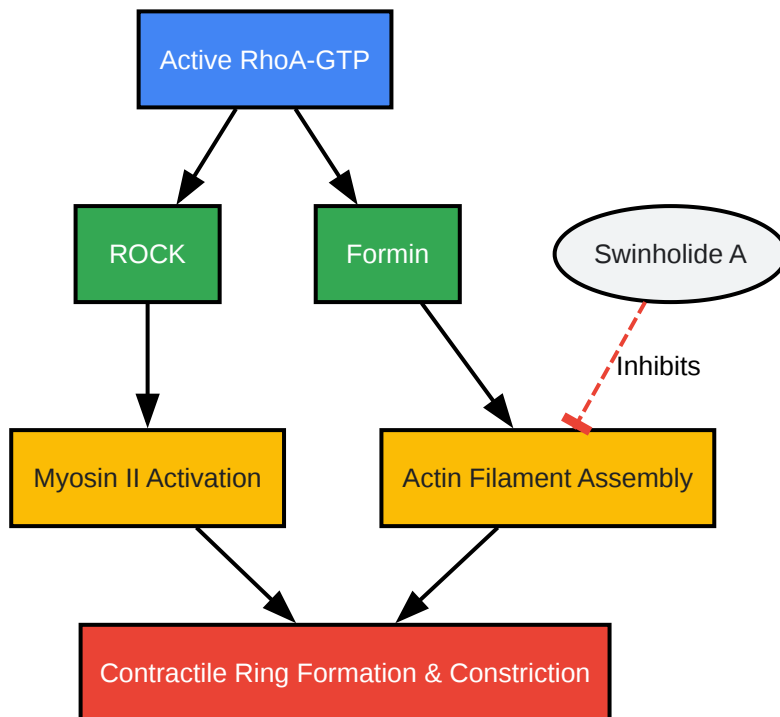 Active RhoA-GTP
ROCK
Formin
Swinholide A
Inhibits
Myosin II Activation
Actin Filament Assembly
Contractile Ring Formation & Constriction